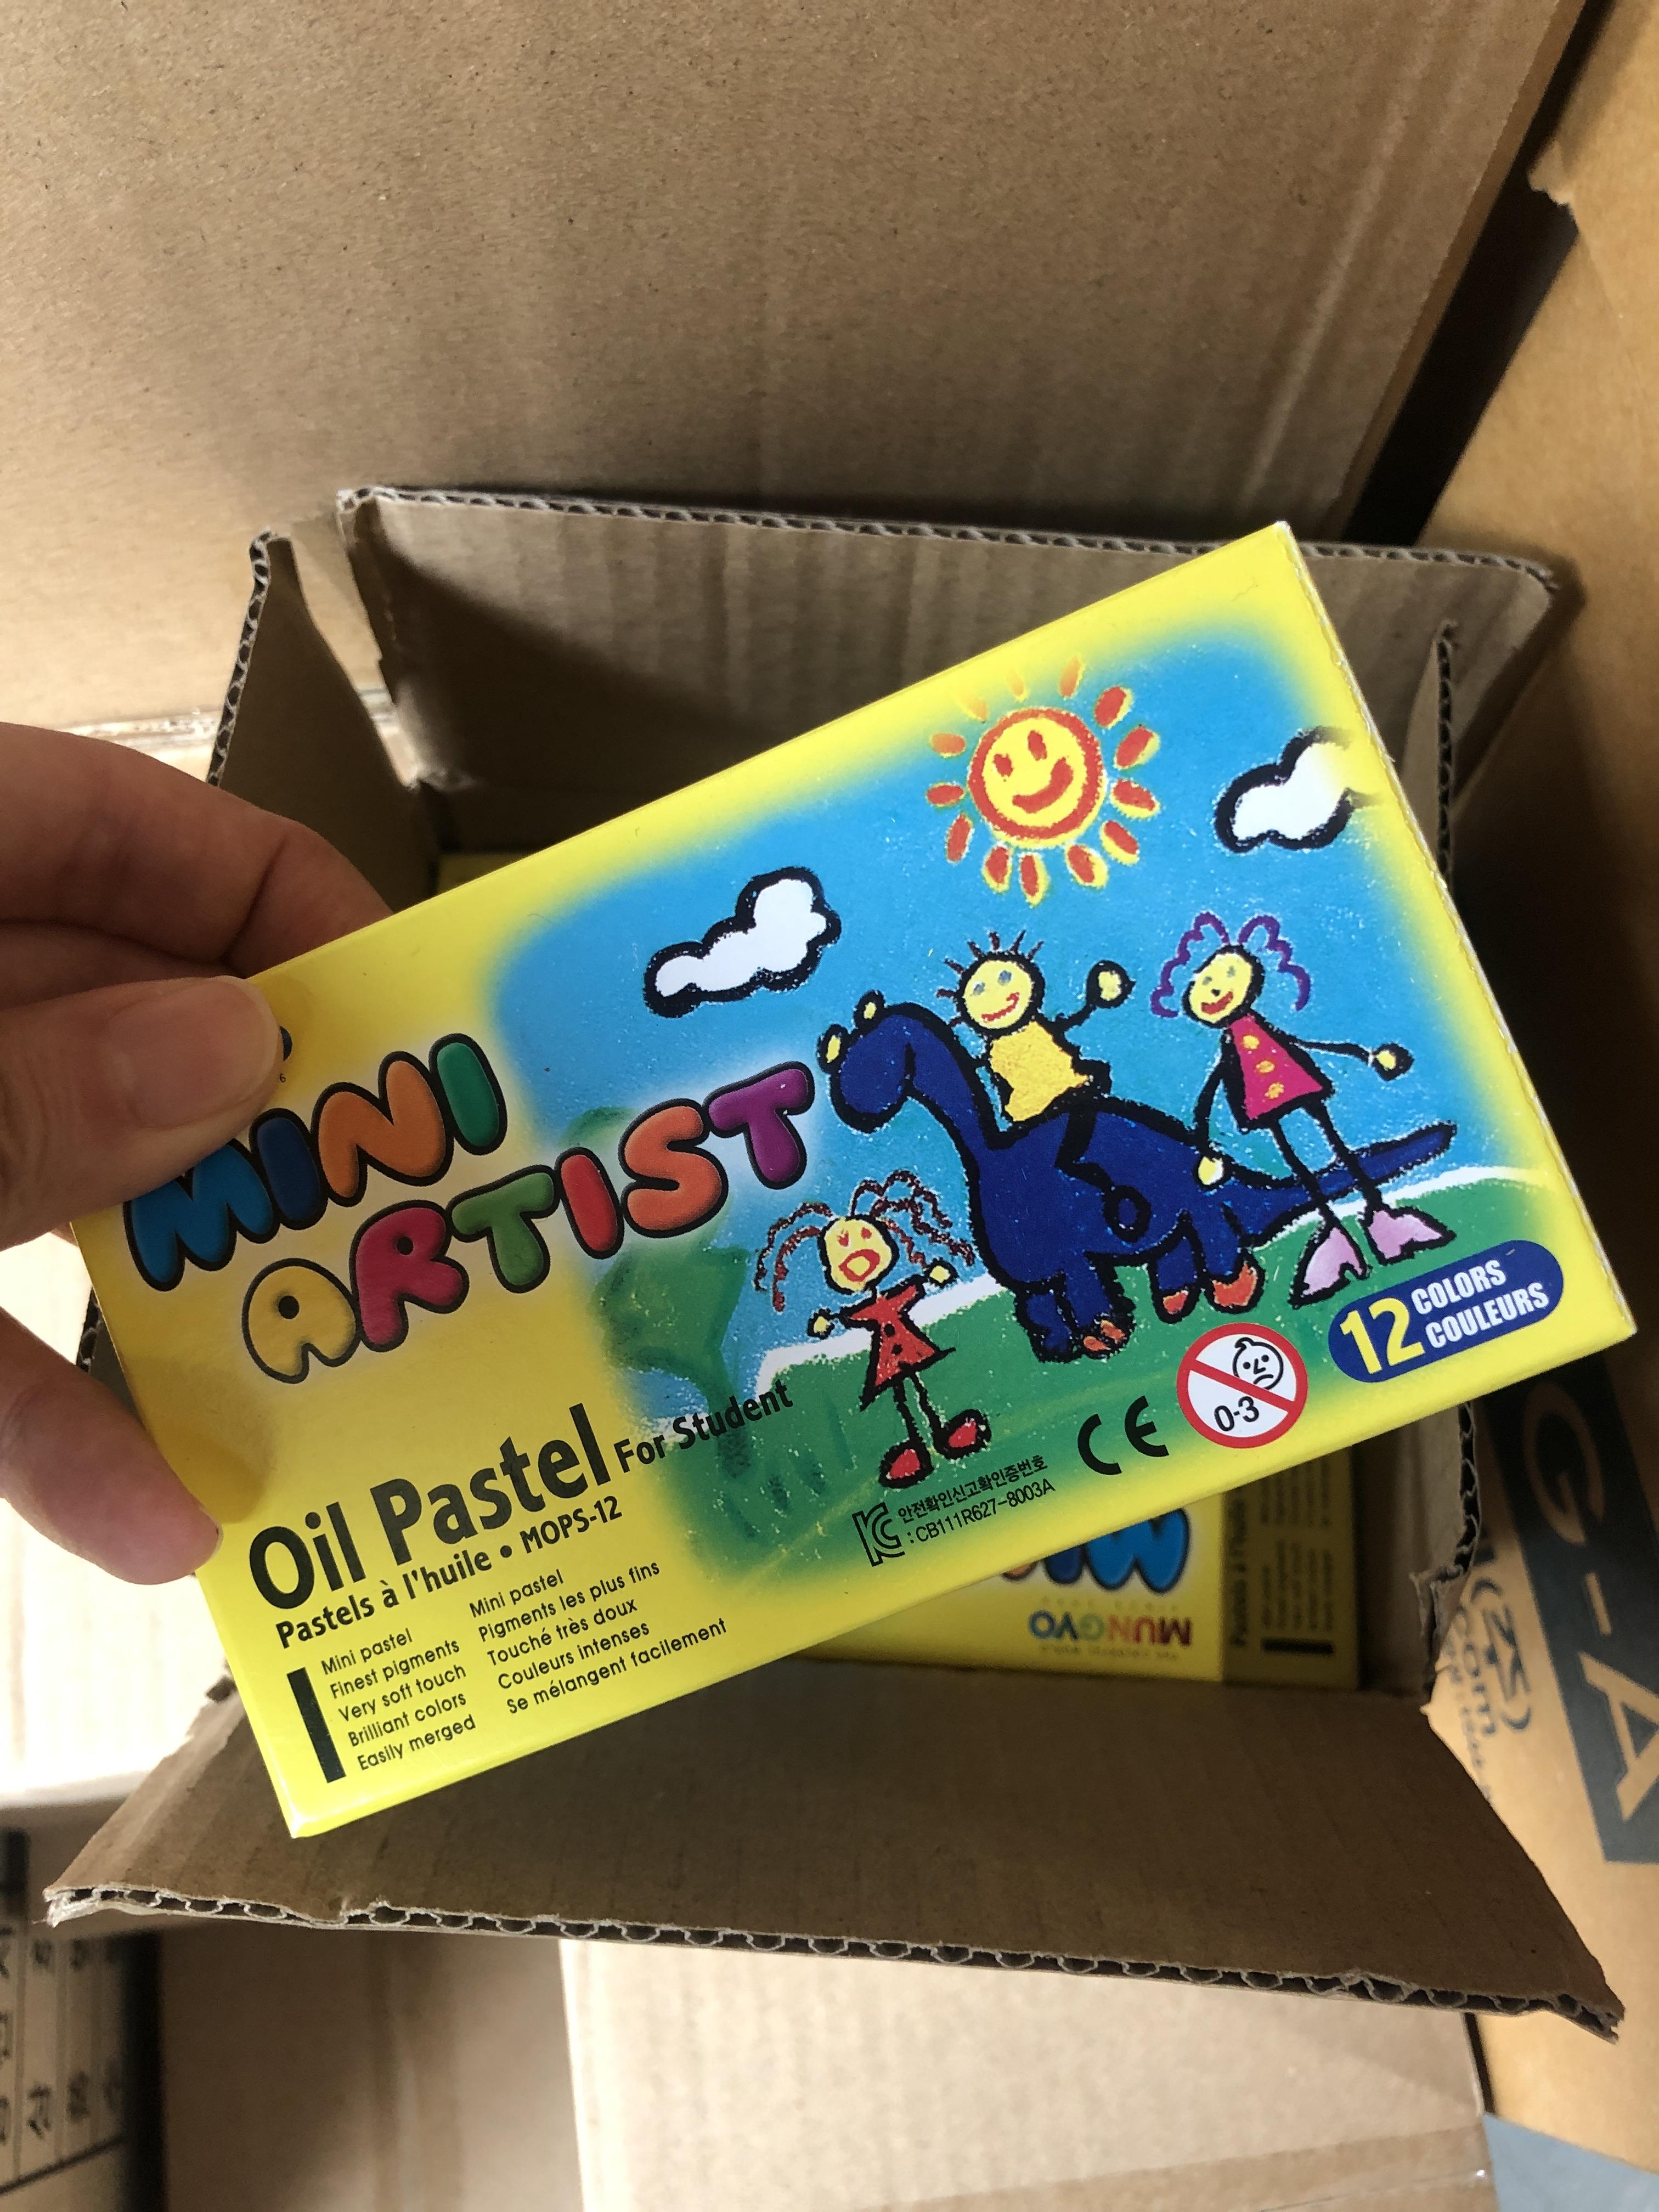 MINI
ARTIST
Oil Pastel For Student
Pastels à l'huile • MOPS-12
Mini pastel
Finest pigments
Very soft touch
Brilliant colors
Easily merged
Mini pastel
Pigments les plus fins
Touché très doux
Couleurs intenses
Se mélangent facilement
안전확인신고확인증번호
: CB111R627-8003A
CE
0-3
12 COLORS
COULEURS
MUNGYO
G-A